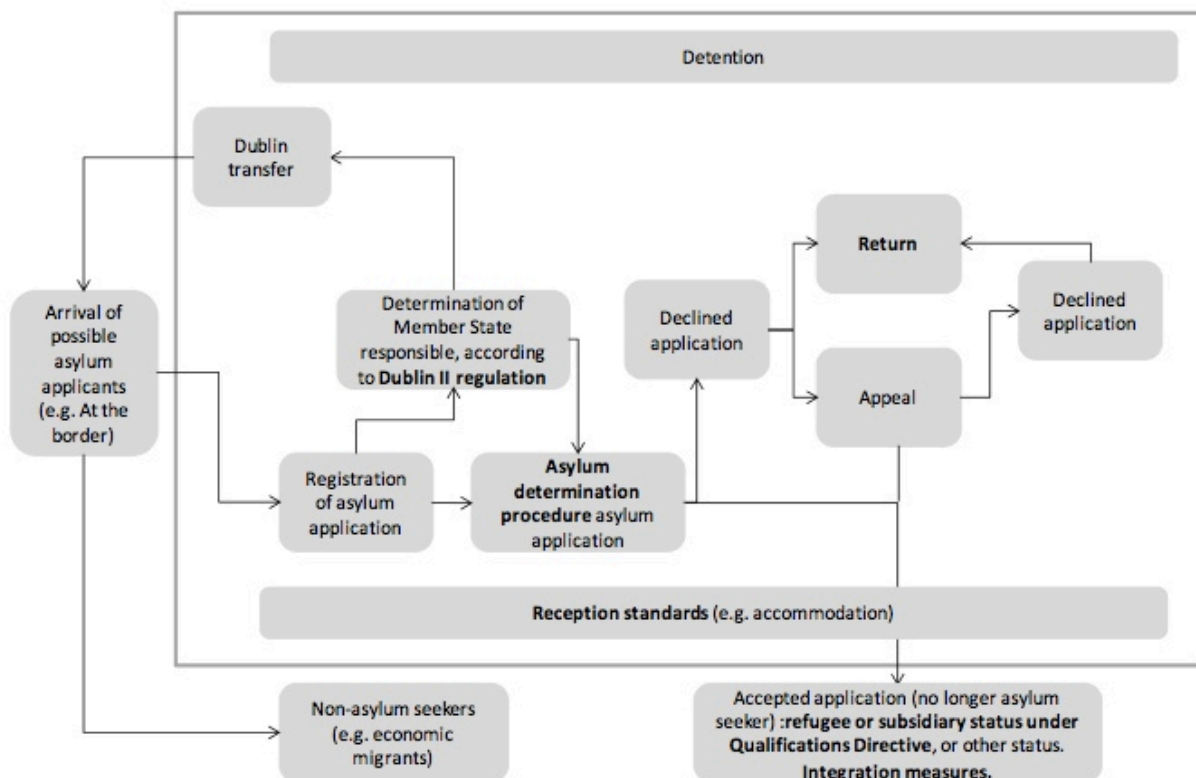 Detention
Dublin
transfer
Return
Declined
application
Declined
application
Arrival of
possible
asylum
applicants
(e.g. At the
border)
Determination of
Member State
responsible, according
to Dublin II regulation
Appeal
Registration
of asylum
application
Asylum
determination
procedure asylum
application
Reception standards (e.g. accommodation)
Non-asylum seekers
(e.g. economic
migrants)
Accepted application (no longer asylum
seeker) :refugee or subsidiary status under
Qualifications Directive, or other status.
Integration measures.